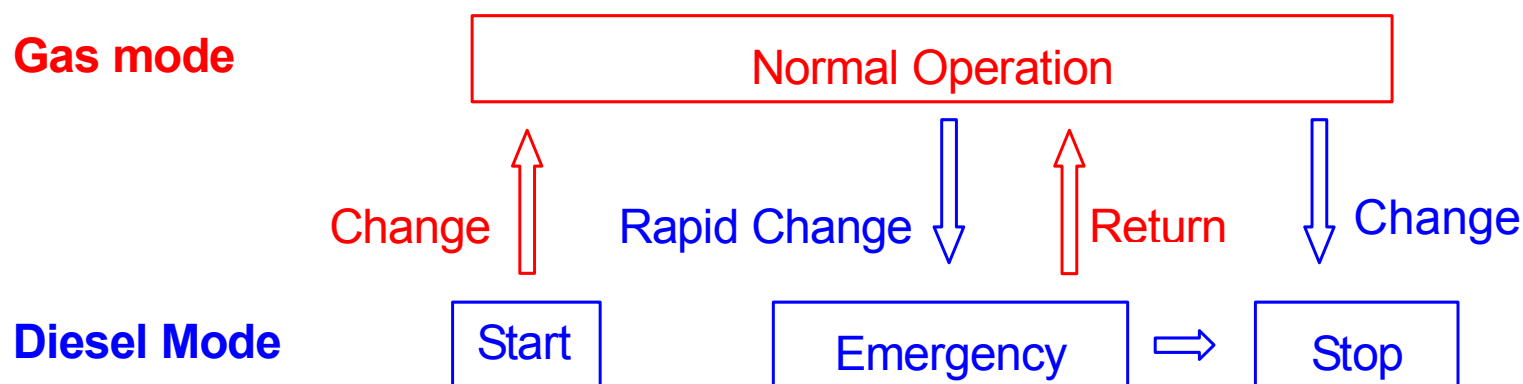 Gas mode
Normal Operation
Change
Rapid Change
Return
Change
Diesel Mode
Start
Emergency
Stop